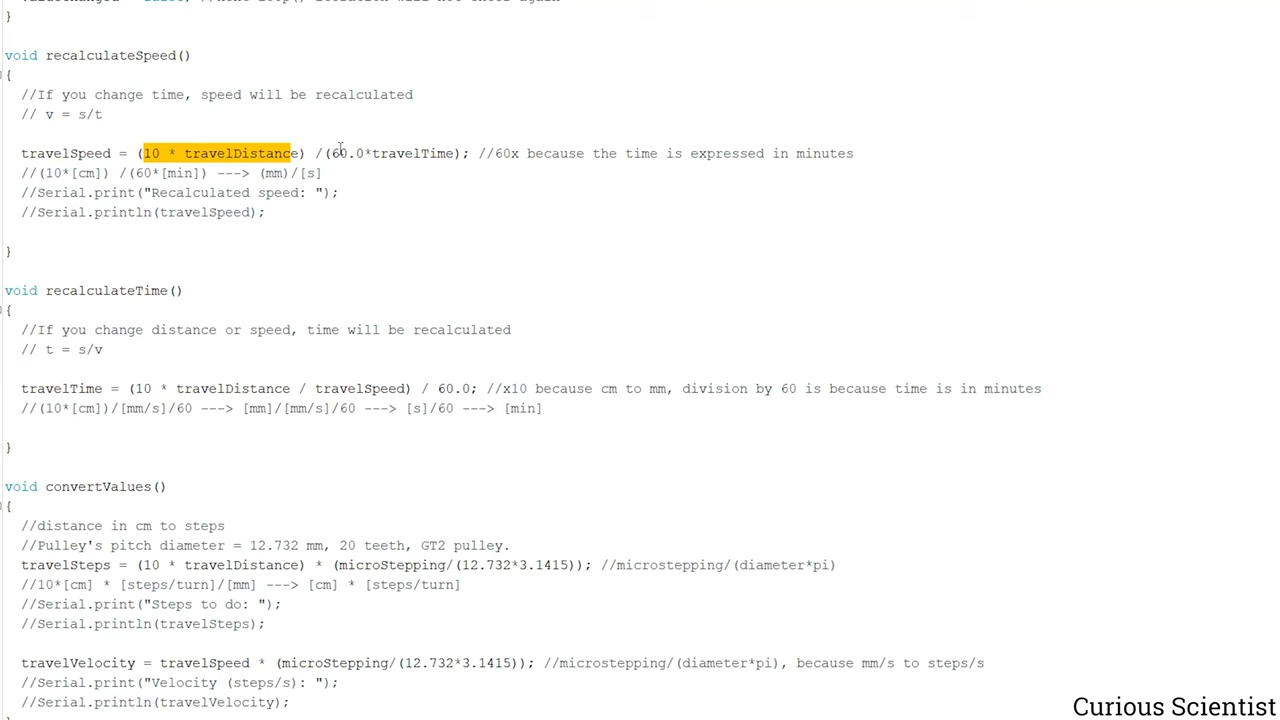 }
void recalculateSpeed()
{
//If you change time, speed will be recalculated
// v = s/t
travelSpeed = (10 * travelDistance) /(60.0*travelTime); //60x because the time is expressed in minutes
//(10*[cm]) /(60*[min]) ---> (mm)/[s]
//Serial.print("Recalculated speed: ");
//Serial.println(travelSpeed);
}
void recalculateTime()
{
//If you change distance or speed, time will be recalculated
// t = s/v
travelTime = (10 * travelDistance / travelSpeed) / 60.0; //x10 because cm to mm, division by 60 is because time is in minutes
//(10*[cm])/[mm/s]/60 ---> [mm]/[mm/s]/60 ---> [s]/60 ---> [min]
}
void convertValues()
{
//distance in cm to steps
//Pulley's pitch diameter = 12.732 mm, 20 teeth, GT2 pulley.
travelSteps = (10 * travelDistance) * (microStepping/(12.732*3.1415)); //microstepping/(diameter*pi)
//10*[cm] * [steps/turn]/[mm] ---> [cm] * [steps/turn]
//Serial.print("Steps to do: ");
//Serial.println(travelSteps);
travelVelocity = travelSpeed * (microStepping/(12.732*3.1415)); //microstepping/(diameter*pi), because mm/s to steps/s
//Serial.print("Velocity (steps/s): ");
//Serial.println(travelVelocity);
Curious Scientist